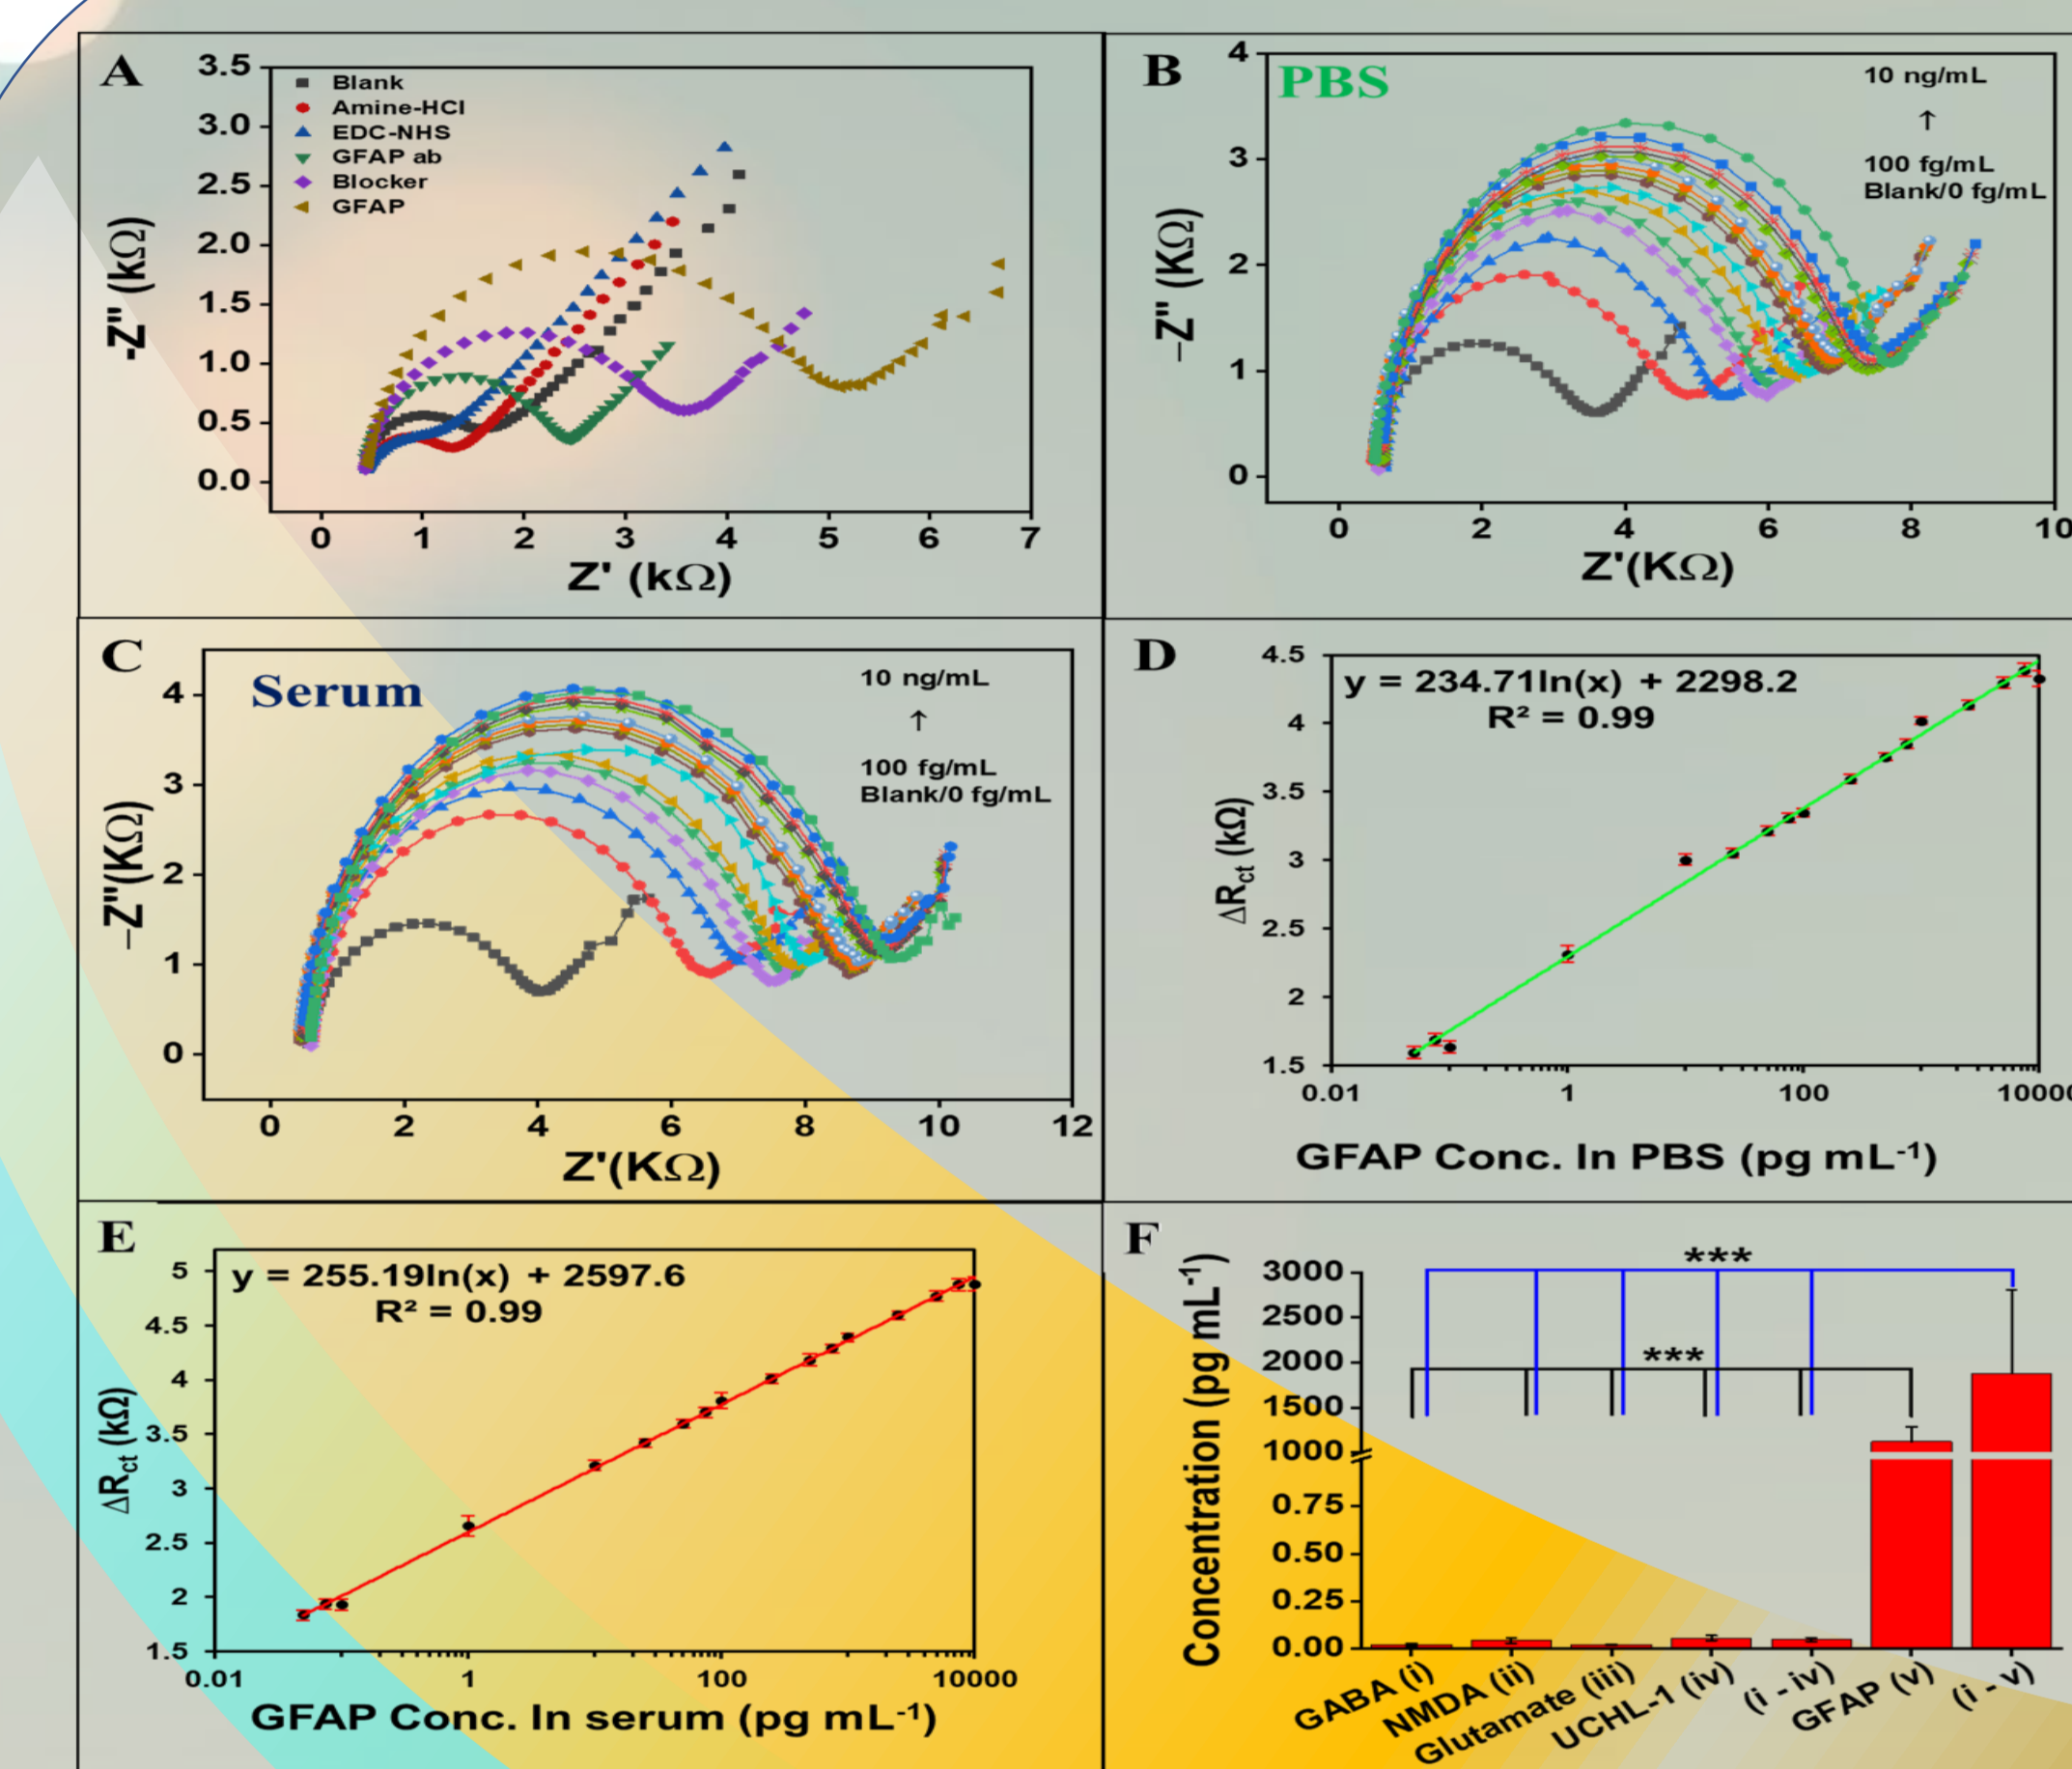 A
3.5
3.0
2.5
2.0
1.5
1.0
0.5
0.0
-Z" (kΩ)
Blank
Amine-HCl
EDC-NHS
GFAP ab
Blocker
GFAP
0 1 2 3 4 5 6 7
Z' (kΩ)
B
PBS
4
3
2
1
0
–Z" (KΩ)
10 ng/mL
↑
100 fg/mL
Blank/0 fg/mL
0 2 4 6 8 10
Z'(KΩ)
C
Serum
4
3
2
1
0
–Z"(KΩ)
10 ng/mL
↑
100 fg/mL
Blank/0 fg/mL
0 2 4 6 8 10 12
Z'(KΩ)
D
y = 234.71ln(x) + 2298.2
R² = 0.99
4.5
4
3.5
3
2.5
2
1.5
ΔRct (kΩ)
0.01 1 100 10000
GFAP Conc. In PBS (pg mL-1)
E
y = 255.19ln(x) + 2597.6
R² = 0.99
5
4.5
4
3.5
3
2.5
2
1.5
ΔRct (kΩ)
0.01 1 100 10000
GFAP Conc. In serum (pg mL-1)
F
***
***
3000
2500
2000
1500
1000
0.75
0.50
0.25
0.00
Concentration (pg mL-1)
GABA (i)
NMDA (ii)
Glutamate (iii)
UCHL-1 (iv)
(i - iv)
GFAP (v)
(i - v)